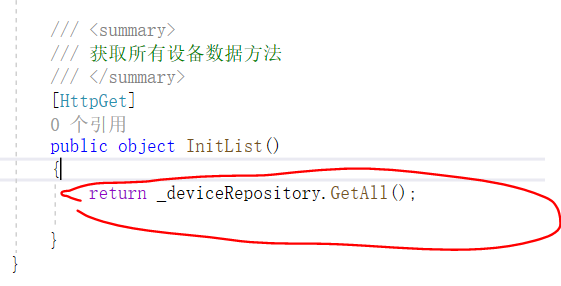 /// <summary>
/// 获取所有设备数据方法
/// </summary>
[HttpGet]
0 个引用
public object InitList()
{
return _deviceRepository.GetAll();
}
}